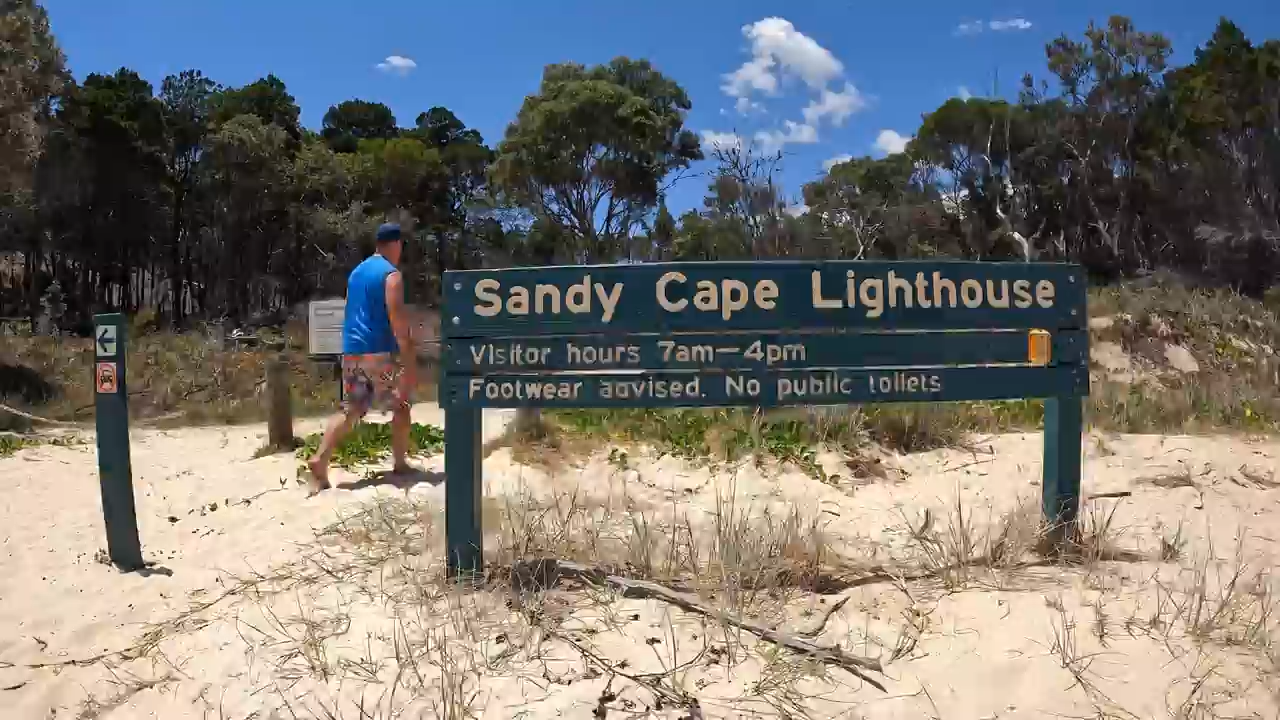 Sandy Cape Lighthouse
Visitor hours 7am—4pm
Footwear advised. No public toilets